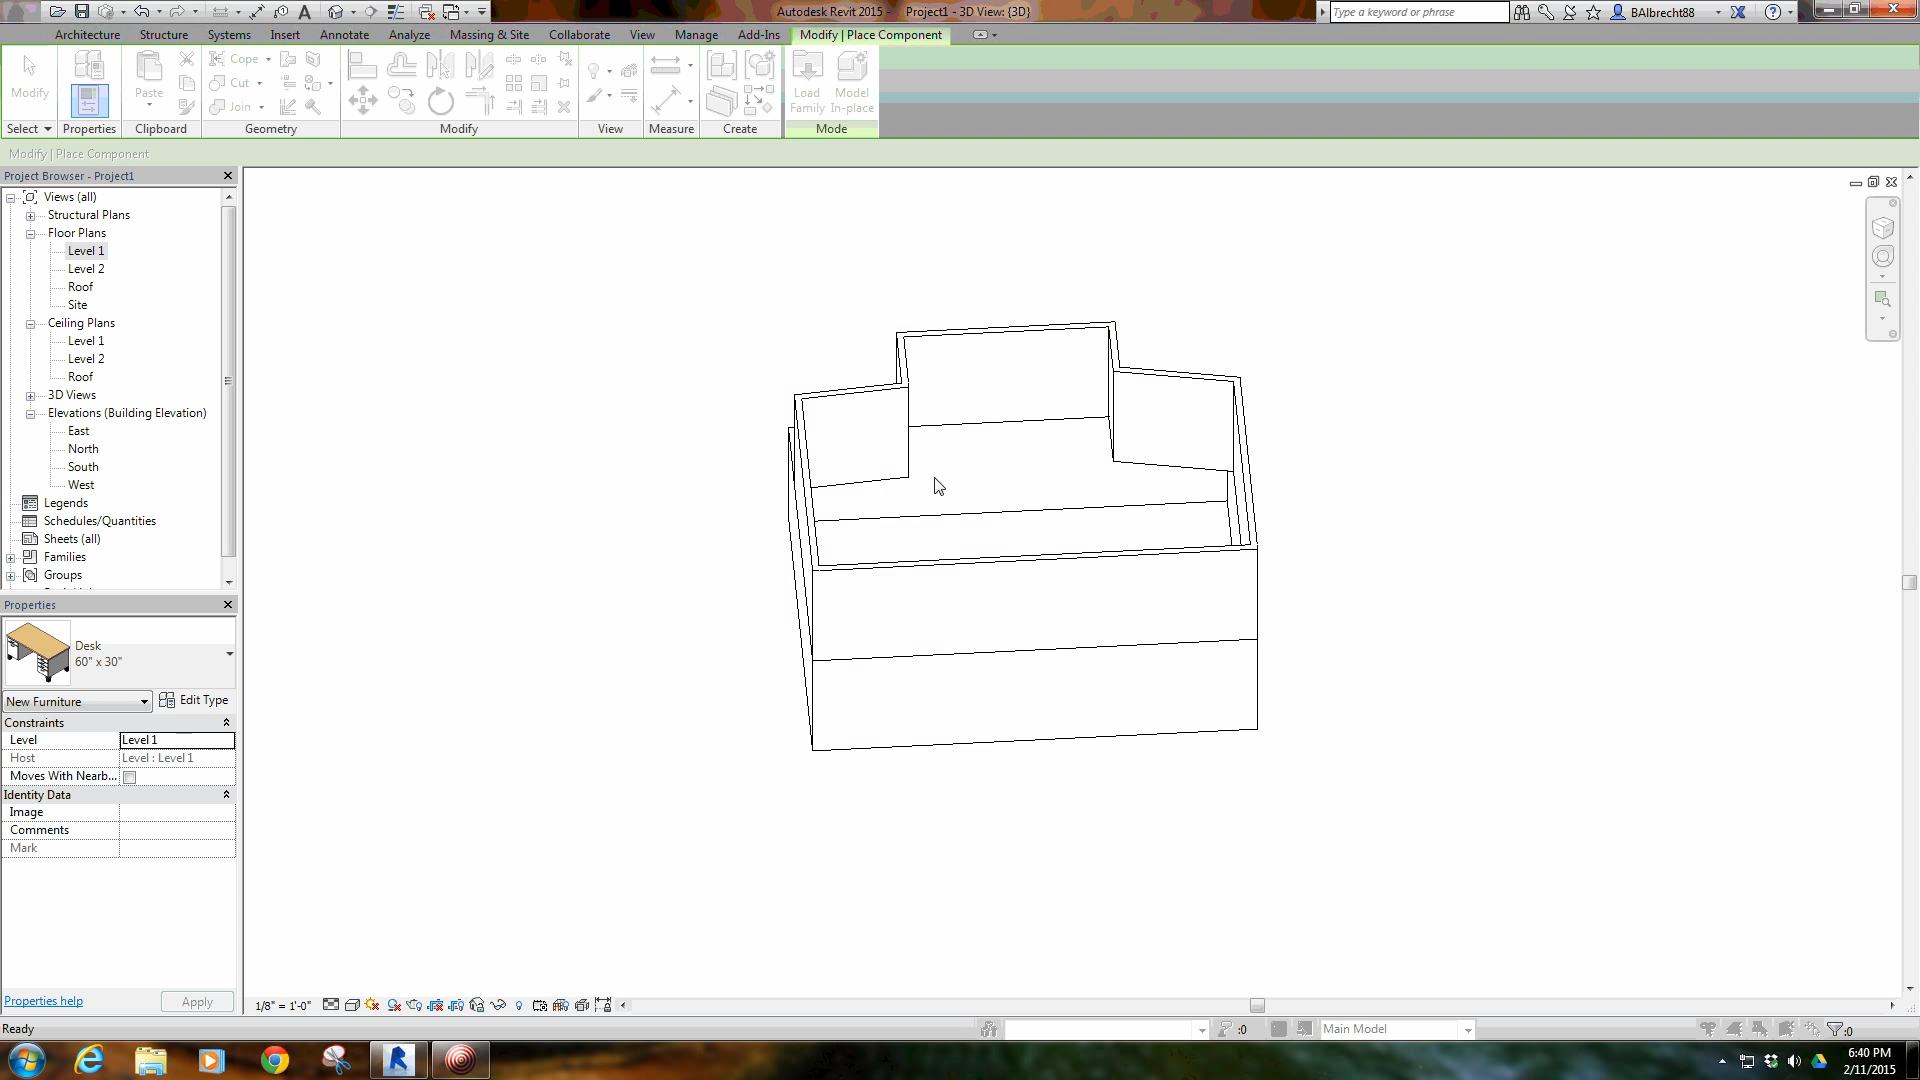 Autodesk Revit 2015 - Project1 - 3D View: {3D}
Type a keyword or phrase
BAlbrecht88
Architecture Structure Systems Insert Annotate Analyze Massing & Site Collaborate View Manage Add-Ins Modify | Place Component
Modify
Paste
Cope
Cut
Join
Load Family
Model In-place
Select Properties Clipboard Geometry Modify View Measure Create Mode
Modify | Place Component
Project Browser - Project1
Views (all)
Structural Plans
Floor Plans
Level 1
Level 2
Roof
Site
Ceiling Plans
Level 1
Level 2
Roof
3D Views
Elevations (Building Elevation)
East
North
South
West
Legends
Schedules/Quantities
Sheets (all)
Families
Groups
Properties
Desk
60" x 30"
New Furniture Edit Type
Constraints
Level Level 1
Host Level : Level 1
Moves With Nearb...
Identity Data
Image
Comments
Mark
Properties help Apply
1/8" = 1'-0"
Ready
:0
Main Model
:0
6:40 PM
2/11/2015